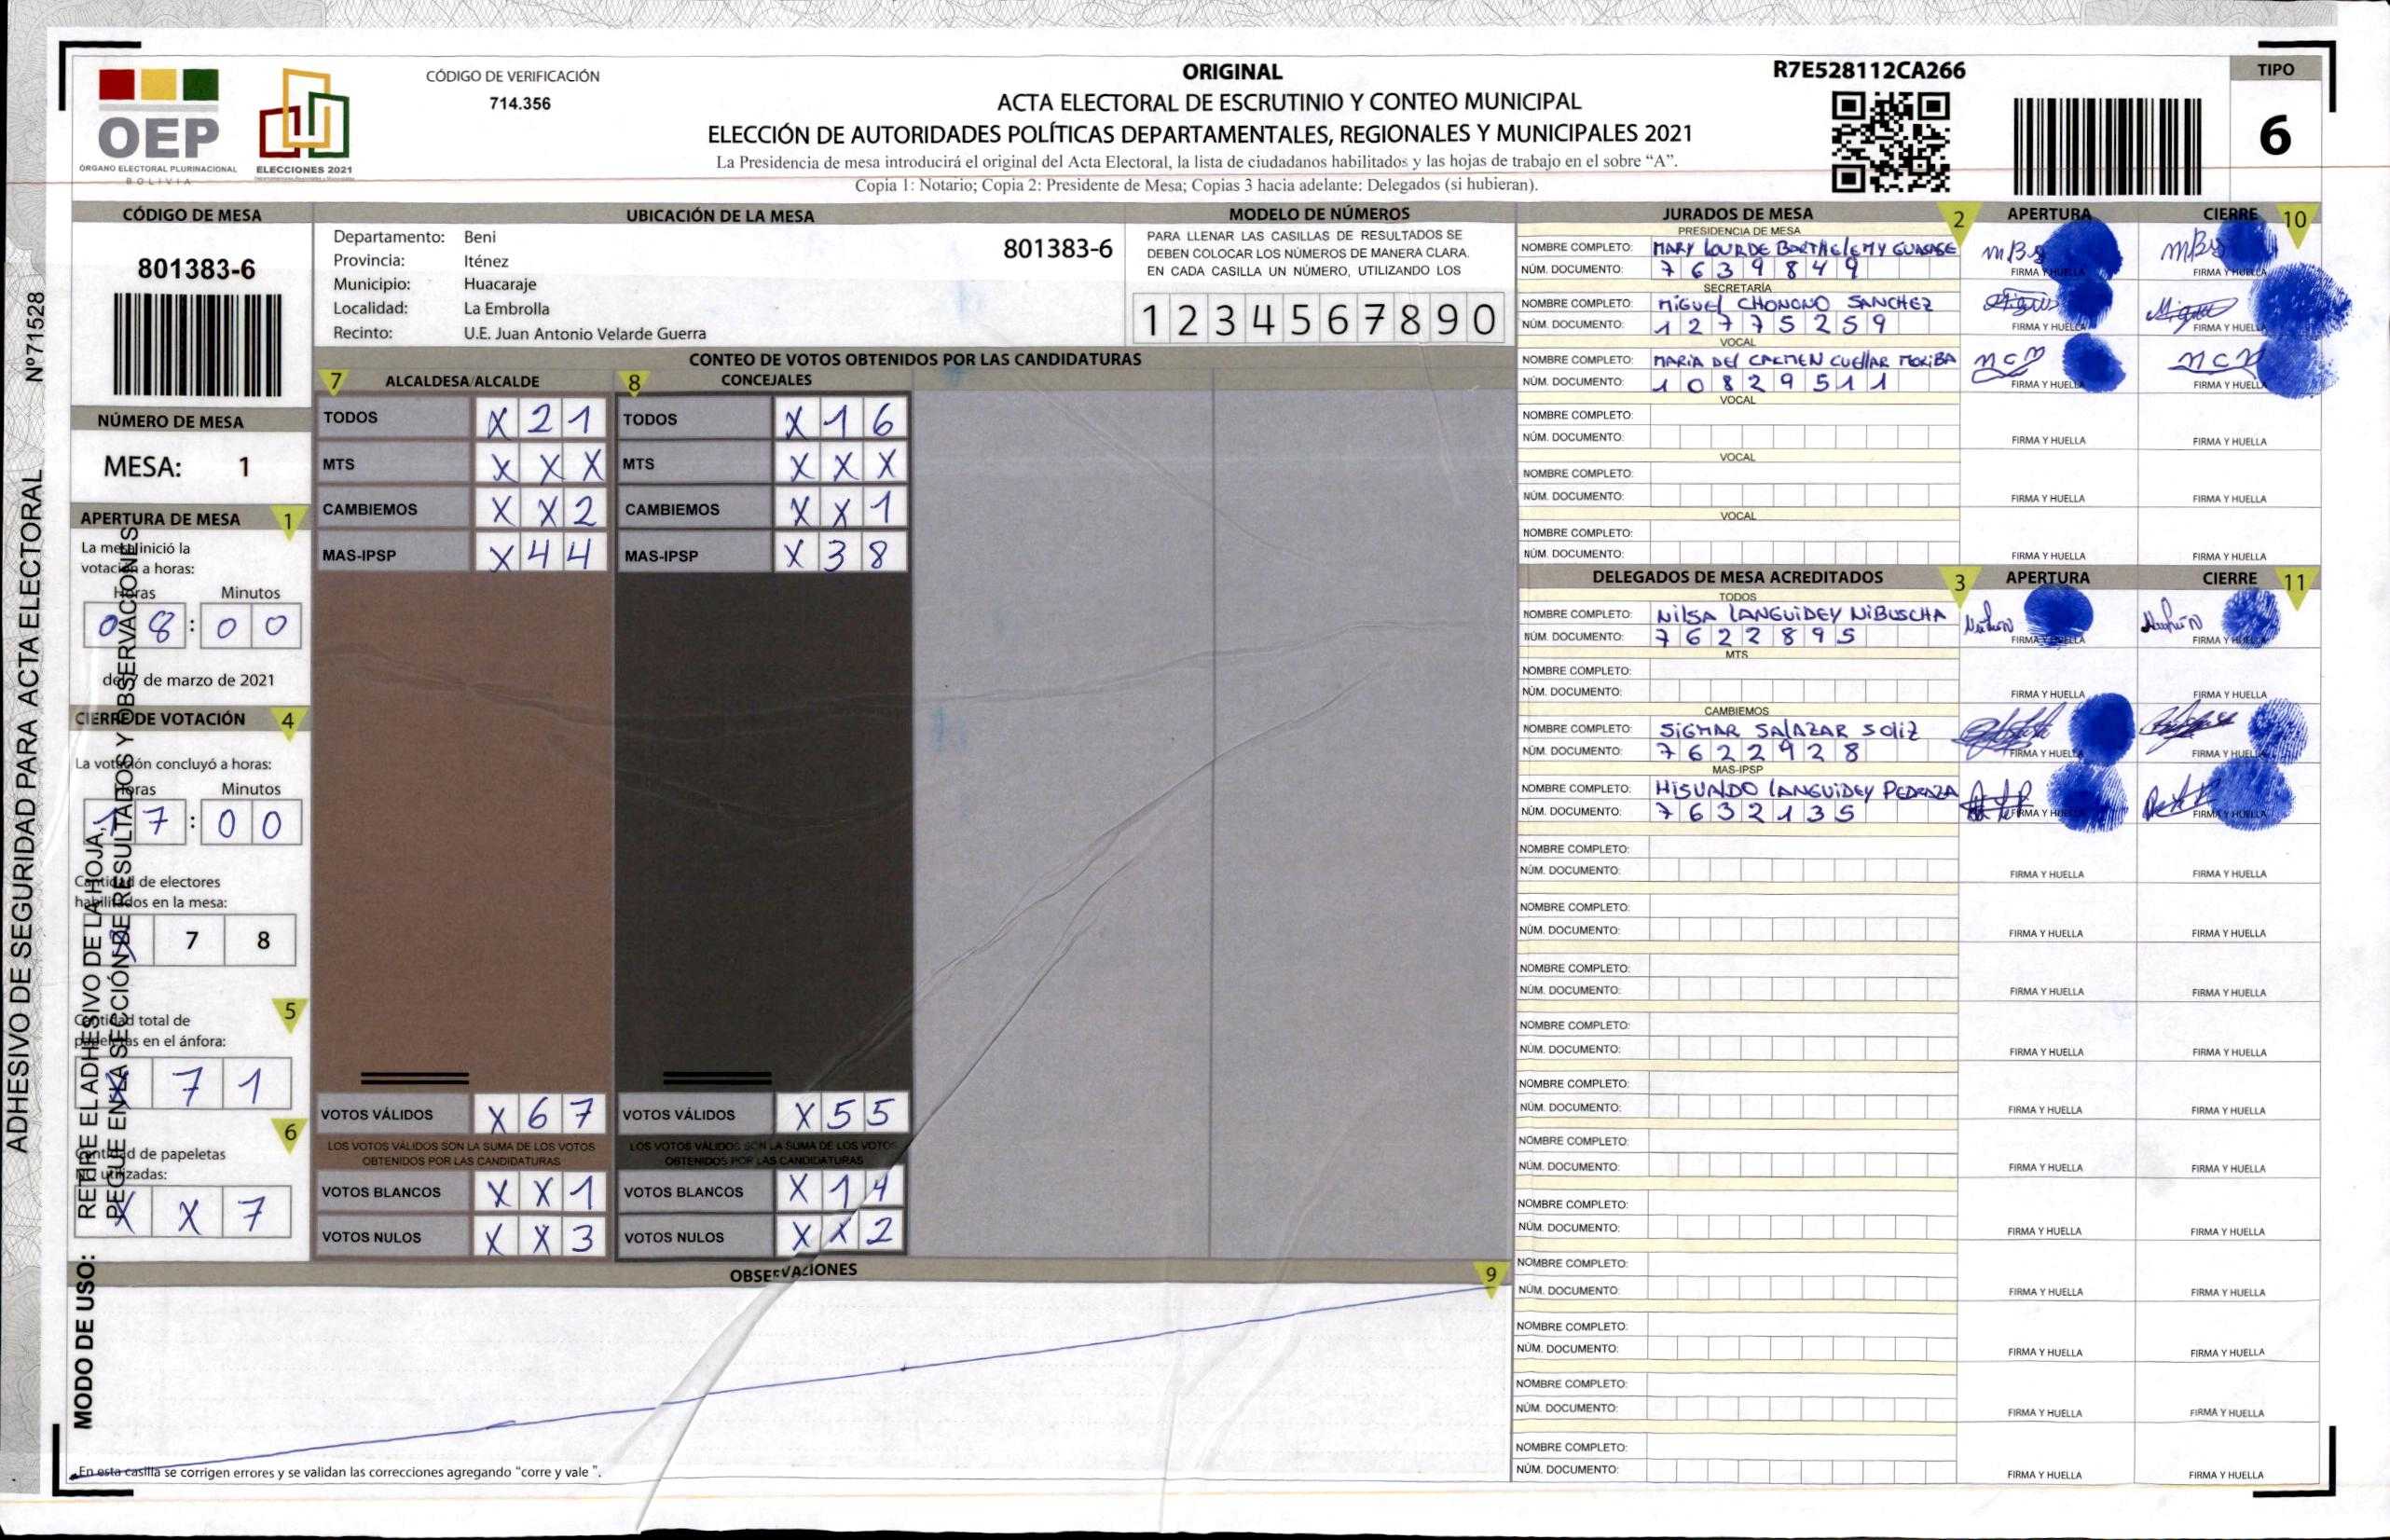 ADHESIVO DE SEGURIDAD PARA ACTA ELECTORAL Nº71528
MODO DE USO: RETIRE EL ADHESIVO DE LA HOJA,
PEGUE EN LA SECCIÓN DE RESULTADOS Y OBSERVACIONES
OEP
ÓRGANO ELECTORAL PLURINACIONAL
BOLIVIA
ELECCIONES 2021
CÓDIGO DE VERIFICACIÓN
714.356
ORIGINAL
ACTA ELECTORAL DE ESCRUTINIO Y CONTEO MUNICIPAL
ELECCIÓN DE AUTORIDADES POLÍTICAS DEPARTAMENTALES, REGIONALES Y MUNICIPALES 2021
La Presidencia de mesa introducirá el original del Acta Electoral, la lista de ciudadanos habilitados y las hojas de trabajo en el sobre “A”.
Copia 1: Notario; Copia 2: Presidente de Mesa; Copias 3 hacia adelante: Delegados (si hubieran).
R7E528112CA266
TIPO
6
CÓDIGO DE MESA
801383-6
NÚMERO DE MESA
MESA: 1
APERTURA DE MESA 1
La mesa inició la
votación a horas:
Horas Minutos
08:00
de 7 de marzo de 2021
CIERRE DE VOTACIÓN 4
La votación concluyó a horas:
Horas Minutos
17:00
Cantidad de electores
habilitados en la mesa:
X 7 8
5
Cantidad total de
papeletas en el ánfora:
X 7 1
6
Cantidad de papeletas
No utilizadas:
X X 7
UBICACIÓN DE LA MESA
Departamento: Beni
801383-6
Provincia: Iténez
Municipio: Huacaraje
Localidad: La Embrolla
Recinto: U.E. Juan Antonio Velarde Guerra
MODELO DE NÚMEROS
PARA LLENAR LAS CASILLAS DE RESULTADOS SE
DEBEN COLOCAR LOS NÚMEROS DE MANERA CLARA.
EN CADA CASILLA UN NÚMERO, UTILIZANDO LOS
1 2 3 4 5 6 7 8 9 0
CONTEO DE VOTOS OBTENIDOS POR LAS CANDIDATURAS
7 ALCALDESA/ALCALDE 8 CONCEJALES
TODOS X 2 1 TODOS X 1 6
MTS X X X MTS X X X
CAMBIEMOS X X 2 CAMBIEMOS X X 1
MAS-IPSP X 4 4 MAS-IPSP X 3 8
VOTOS VÁLIDOS X 6 7 VOTOS VÁLIDOS X 5 5
LOS VOTOS VÁLIDOS SON LA SUMA DE LOS VOTOS LOS VOTOS VÁLIDOS SON LA SUMA DE LOS VOTOS
OBTENIDOS POR LAS CANDIDATURAS OBTENIDOS POR LAS CANDIDATURAS
VOTOS BLANCOS X X 1 VOTOS BLANCOS X 1 4
VOTOS NULOS X X 3 VOTOS NULOS X X 2
OBSERVACIONES 9
En esta casilla se corrigen errores y se validan las correcciones agregando “corre y vale ”.
JURADOS DE MESA 2 APERTURA CIERRE 10
PRESIDENCIA DE MESA
NOMBRE COMPLETO: MARY LOURDE BARTHELEMY GUASASE mBg mBg
NÚM. DOCUMENTO: 7639849 FIRMA Y HUELLA FIRMA Y HUELLA
SECRETARÍA
NOMBRE COMPLETO: MIGUEL CHONONO SANCHEZ
NÚM. DOCUMENTO: 12775259 FIRMA Y HUELLA FIRMA Y HUELLA
VOCAL
NOMBRE COMPLETO: MARIA DEL CARMEN CUELLAR MORIBA MCM MCM
NÚM. DOCUMENTO: 10829511 FIRMA Y HUELLA FIRMA Y HUELLA
VOCAL
NOMBRE COMPLETO:
NÚM. DOCUMENTO: FIRMA Y HUELLA FIRMA Y HUELLA
VOCAL
NOMBRE COMPLETO:
NÚM. DOCUMENTO: FIRMA Y HUELLA FIRMA Y HUELLA
VOCAL
NOMBRE COMPLETO:
NÚM. DOCUMENTO: FIRMA Y HUELLA FIRMA Y HUELLA
DELEGADOS DE MESA ACREDITADOS 3 APERTURA CIERRE 11
TODOS
NOMBRE COMPLETO: NILSA LANGUIDEY NIBUSCHA
NÚM. DOCUMENTO: 7622895 FIRMA Y HUELLA FIRMA Y HUELLA
MTS
NOMBRE COMPLETO:
NÚM. DOCUMENTO: FIRMA Y HUELLA FIRMA Y HUELLA
CAMBIEMOS
NOMBRE COMPLETO: SIGMAR SALAZAR SOLIZ
NÚM. DOCUMENTO: 7622928 FIRMA Y HUELLA FIRMA Y HUELLA
MAS-IPSP
NOMBRE COMPLETO: HISUNDO LANGUIDEY PEDRAZA
NÚM. DOCUMENTO: 7632135 FIRMA Y HUELLA FIRMA Y HUELLA
NOMBRE COMPLETO:
NÚM. DOCUMENTO: FIRMA Y HUELLA FIRMA Y HUELLA
NOMBRE COMPLETO:
NÚM. DOCUMENTO: FIRMA Y HUELLA FIRMA Y HUELLA
NOMBRE COMPLETO:
NÚM. DOCUMENTO: FIRMA Y HUELLA FIRMA Y HUELLA
NOMBRE COMPLETO:
NÚM. DOCUMENTO: FIRMA Y HUELLA FIRMA Y HUELLA
NOMBRE COMPLETO:
NÚM. DOCUMENTO: FIRMA Y HUELLA FIRMA Y HUELLA
NOMBRE COMPLETO:
NÚM. DOCUMENTO: FIRMA Y HUELLA FIRMA Y HUELLA
NOMBRE COMPLETO:
NÚM. DOCUMENTO: FIRMA Y HUELLA FIRMA Y HUELLA
NOMBRE COMPLETO:
NÚM. DOCUMENTO: FIRMA Y HUELLA FIRMA Y HUELLA
NOMBRE COMPLETO:
NÚM. DOCUMENTO: FIRMA Y HUELLA FIRMA Y HUELLA
NOMBRE COMPLETO:
NÚM. DOCUMENTO: FIRMA Y HUELLA FIRMA Y HUELLA
NOMBRE COMPLETO:
NÚM. DOCUMENTO: FIRMA Y HUELLA FIRMA Y HUELLA